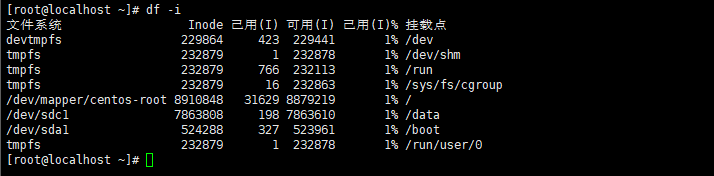 [root@localhost ~]# df -i
文件系统 Inode 已用(I) 可用(I) 已用(I)% 挂载点
devtmpfs 229864 423 229441 1% /dev
tmpfs 232879 1 232878 1% /dev/shm
tmpfs 232879 766 232113 1% /run
tmpfs 232879 16 232863 1% /sys/fs/cgroup
/dev/mapper/centos-root 8910848 31629 8879219 1% /
/dev/sdc1 7863808 198 7863610 1% /data
/dev/sda1 524288 327 523961 1% /boot
tmpfs 232879 1 232878 1% /run/user/0
[root@localhost ~]#